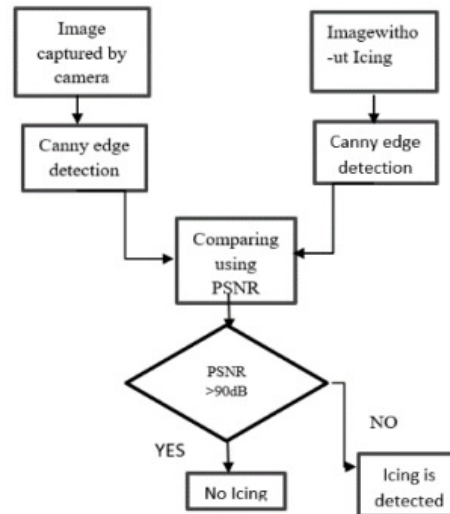 Image
captured by
camera
Imagewitho
-ut Icing
Canny edge
detection
Canny edge
detection
Comparing
using
PSNR
PSNR
>90dB
YES
NO
No Icing
Icing is
detected